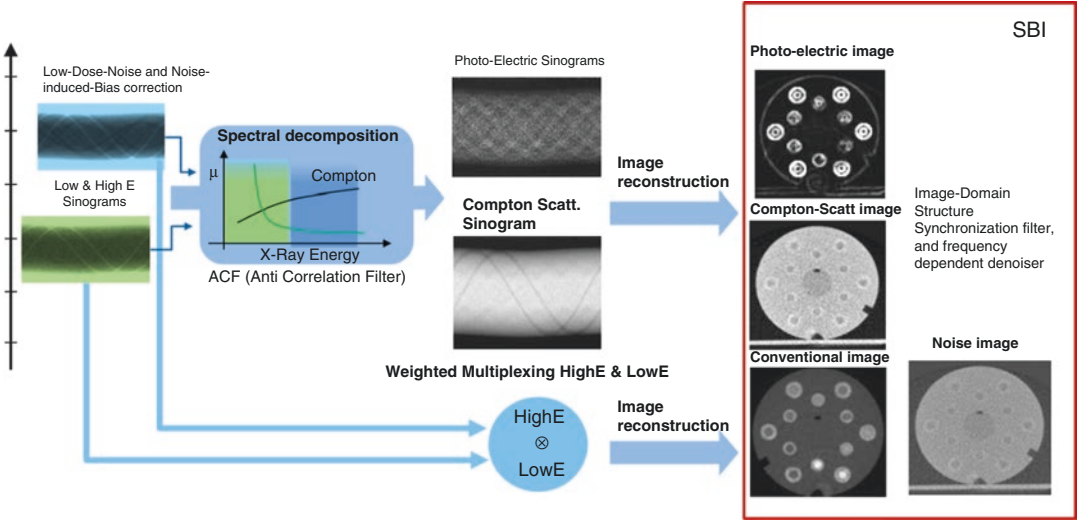 SBI
Low-Dose-Noise and Noise-
induced-Bias correction
Low & High E
Sinograms
Spectral decomposition
μ
Compton
X-Ray Energy
ACF (Anti Correlation Filter)
Photo-Electric Sinograms
Compton Scatt.
Sinogram
Image
reconstruction
Photo-electric image
Compton-Scatt image
Image-Domain
Structure
Synchronization filter,
and frequency
dependent denoiser
Weighted Multiplexing HighE & LowE
HighE
⊗
LowE
Image
reconstruction
Conventional image
Noise image